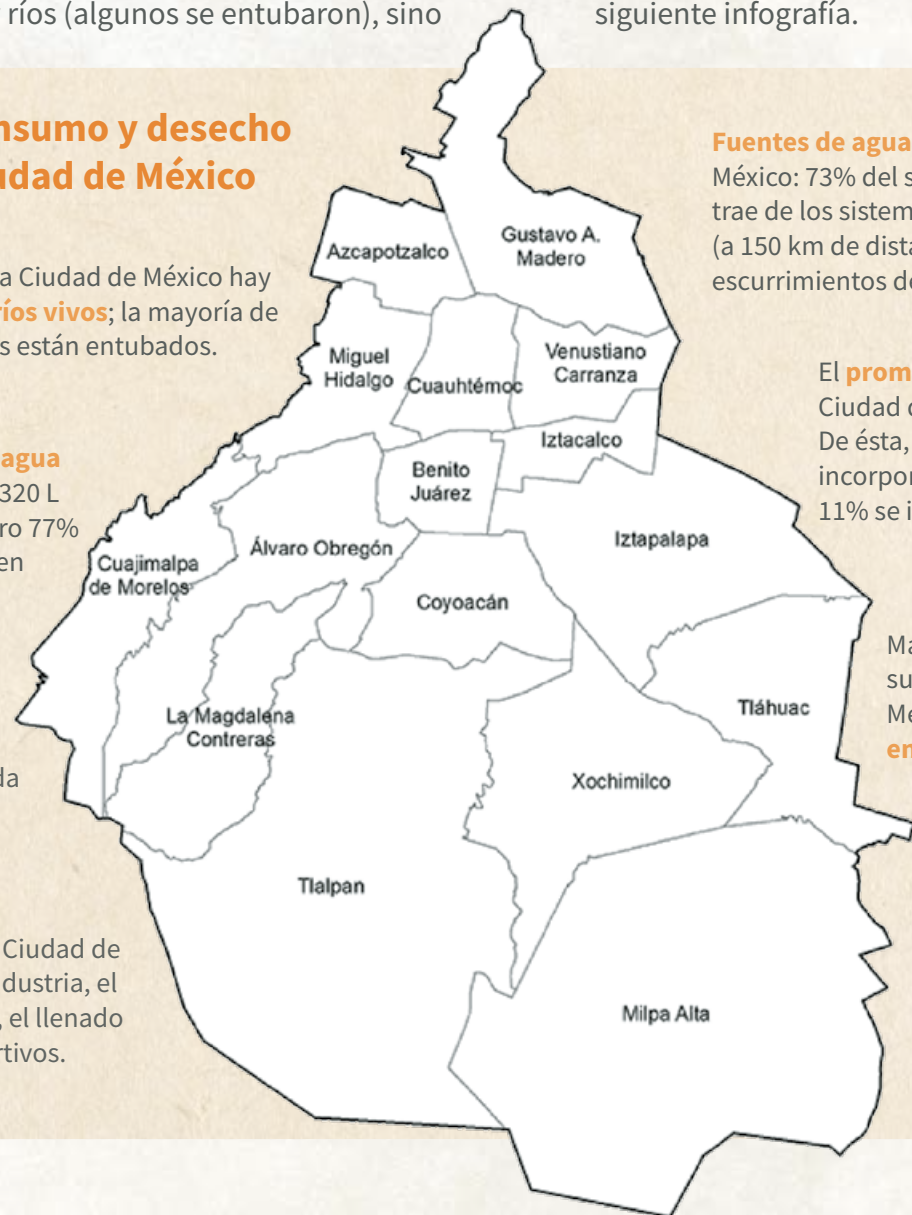 ríos (algunos se entubaron), sino
siguiente infografía.
nsumo y desecho
udad de México
a Ciudad de México hay
ríos vivos; la mayoría de
s están entubados.
agua
320 L
ro 77%
en
da
Ciudad de
dustria, el
, el llenado
rtivos.
Fuentes de agua
México: 73% del s
trae de los sistem
(a 150 km de dista
escurrimientos de
El prom
Ciudad d
De ésta,
incorpor
11% se i
Ma
su
Me
en
Azcapotzalco
Gustavo A.
Madero
Miguel
Hidalgo
Cuauhtémoc
Venustiano
Carranza
Iztacalco
Benito
Juárez
Cuajimalpa
de Morelos
Álvaro Obregón
Iztapalapa
Coyoacán
La Magdalena
Contreras
Tláhuac
Xochimilco
Tlalpan
Milpa Alta